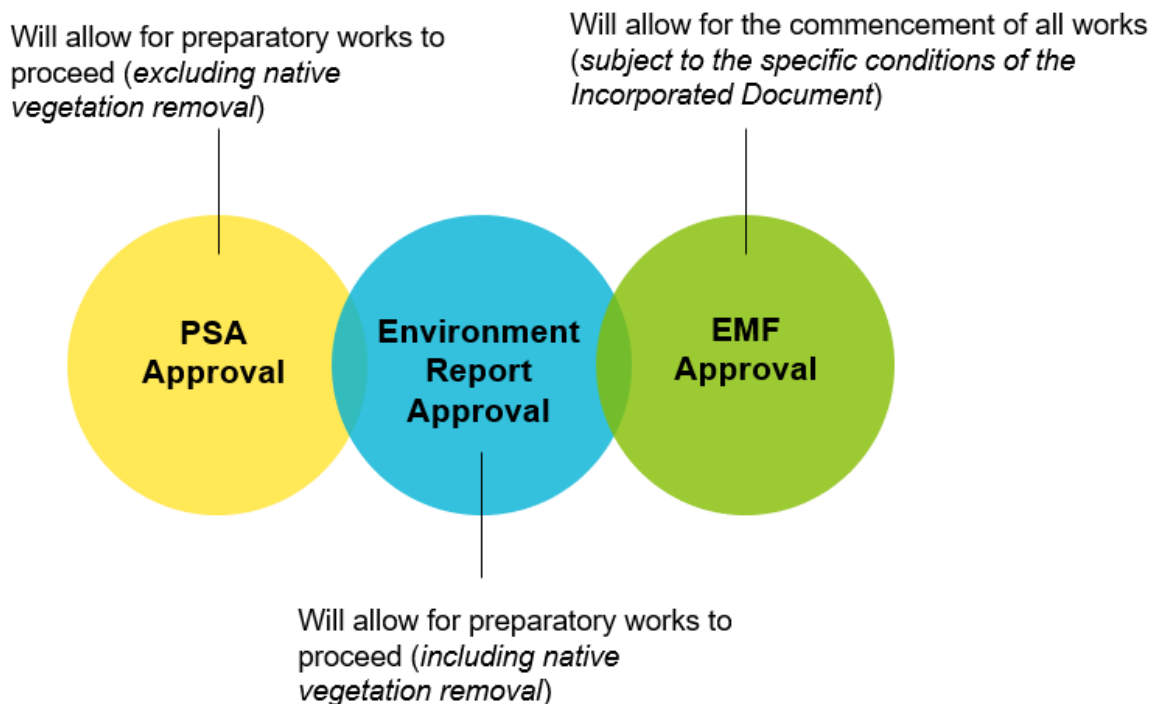 Will allow for preparatory works to
proceed (excluding native
vegetation removal)
Will allow for the commencement of all works
(subject to the specific conditions of the
Incorporated Document)
PSA
Approval
Environment
Report
Approval
EMF
Approval
Will allow for preparatory works to
proceed (including native
vegetation removal)